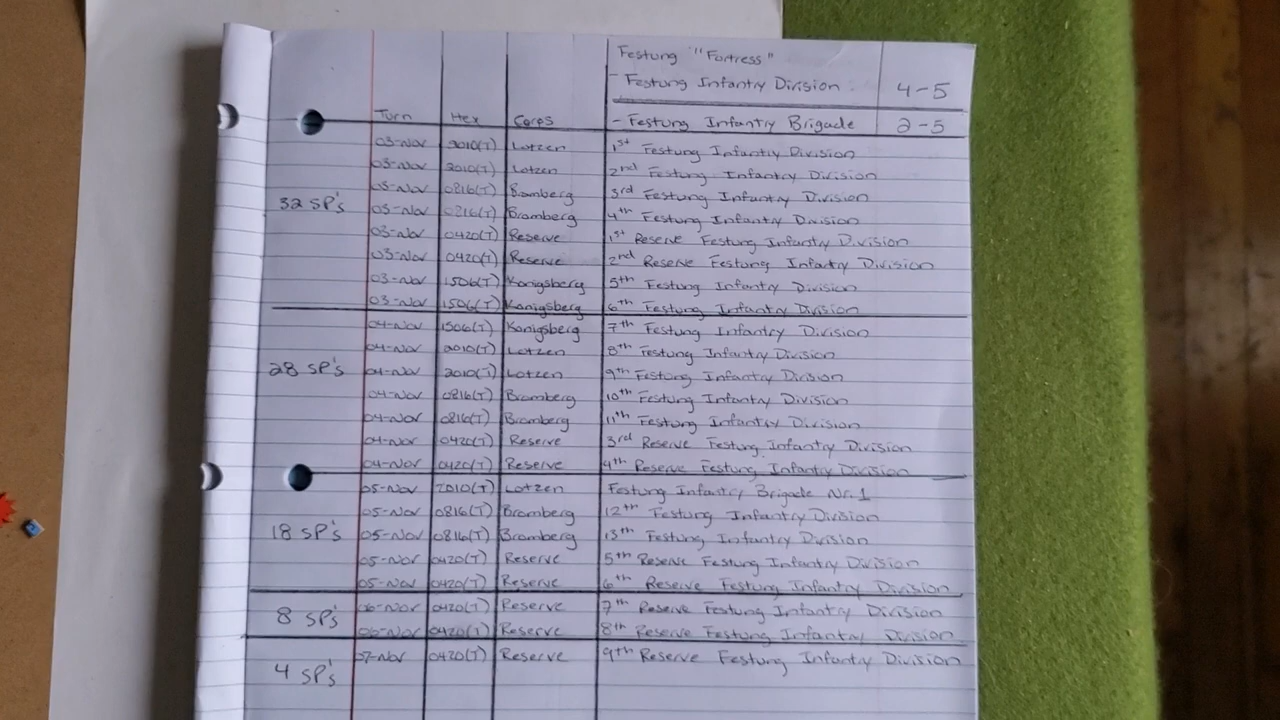 Festung "Fortress"
- Festung Infantry Division 4-5
Turn Hex Corps - Festung Infantry Brigade 2-5
03-Nov 2010(T) Lotzen 1st Festung Infantry Division
03-Nov 2010(T) Lotzen 2nd Festung Infantry Division
03-Nov 0816(T) Bromberg 3rd Festung Infantry Division
32 SP's 03-Nov 0816(T) Bromberg 4th Festung Infantry Division
03-Nov 0420(T) Reserve 1st Reserve Festung Infantry Division
03-Nov 0420(T) Reserve 2nd Reserve Festung Infantry Division
03-Nov 1506(T) Konigsberg 5th Festung Infantry Division
03-Nov 1506(T) Konigsberg 6th Festung Infantry Division
04-Nov 1506(T) Konigsberg 7th Festung Infantry Division
04-Nov 2010(T) Lotzen 8th Festung Infantry Division
28 SP's 04-Nov 2010(T) Lotzen 9th Festung Infantry Division
04-Nov 0816(T) Bromberg 10th Festung Infantry Division
04-Nov 0816(T) Bromberg 11th Festung Infantry Division
04-Nov 0420(T) Reserve 3rd Reserve Festung Infantry Division
04-Nov 0420(T) Reserve 4th Reserve Festung Infantry Division
05-Nov 2010(T) Lotzen Festung Infantry Brigade Nr. 1
05-Nov 0816(T) Bromberg 12th Festung Infantry Division
18 SP's 05-Nov 0816(T) Bromberg 13th Festung Infantry Division
05-Nov 0420(T) Reserve 5th Reserve Festung Infantry Division
05-Nov 0420(T) Reserve 6th Reserve Festung Infantry Division
8 SP's 06-Nov 0420(T) Reserve 7th Reserve Festung Infantry Division
06-Nov 0420(T) Reserve 8th Reserve Festung Infantry Division
4 SP's 07-Nov 0420(T) Reserve 9th Reserve Festung Infantry Division